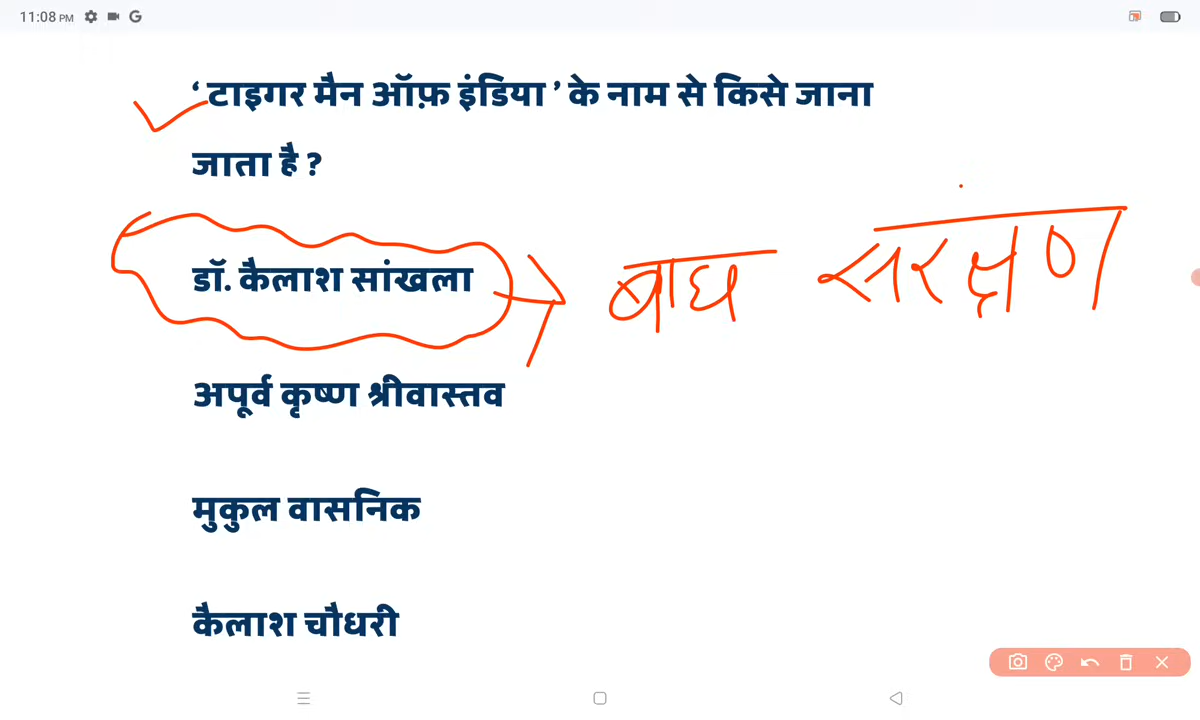 11:08 PM
‘ टाइगर मैन ऑफ़ इंडिया ’ के नाम से किसे जाना
जाता है ?
डॉ. कैलाश सांखला
बाघ संरक्षण
अपूर्व कृष्ण श्रीवास्तव
मुकुल वासनिक
कैलाश चौधरी